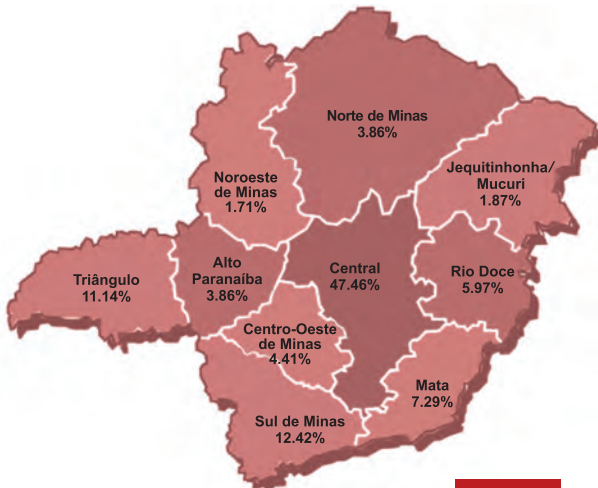 Norte de Minas
3.86%
Jequitinhonha/
Mucuri
1.87%
Noroeste
de Minas
1.71%
Triângulo
11.14%
Alto
Paranaíba
3.86%
Central
47.46%
Rio Doce
5.97%
Centro-Oeste
de Minas
4.41%
Mata
7.29%
Sul de Minas
12.42%